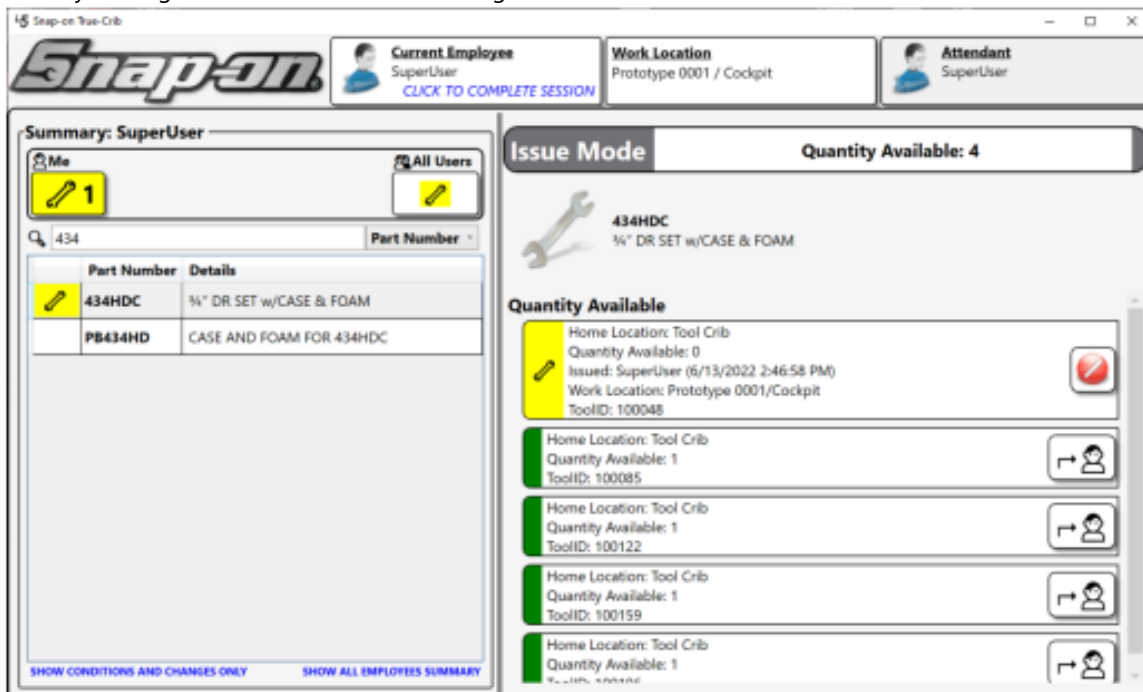 Snap-on True-Crib
Snap-on
Current Employee
SuperUser
CLICK TO COMPLETE SESSION
Work Location
Prototype 0001 / Cockpit
Attendant
SuperUser
Summary: SuperUser
Me
All Users
1
434
Part Number
Part Number Details
434HDC ¾" DR SET w/CASE & FOAM
PB434HD CASE AND FOAM FOR 434HDC
SHOW CONDITIONS AND CHANGES ONLY
SHOW ALL EMPLOYEES SUMMARY
Issue Mode
Quantity Available: 4
434HDC
¾" DR SET w/CASE & FOAM
Quantity Available
Home Location: Tool Crib
Quantity Available: 0
Issued: SuperUser (6/13/2022 2:46:58 PM)
Work Location: Prototype 0001/Cockpit
ToolID: 100048
Home Location: Tool Crib
Quantity Available: 1
ToolID: 100085
Home Location: Tool Crib
Quantity Available: 1
ToolID: 100122
Home Location: Tool Crib
Quantity Available: 1
ToolID: 100159
Home Location: Tool Crib
Quantity Available: 1